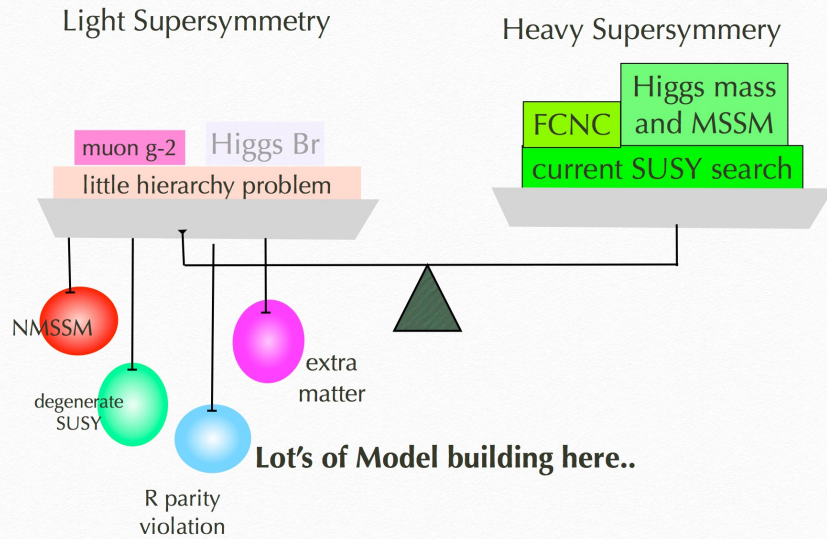 Light Supersymmetry
Heavy Supersymmery
muon g-2
Higgs Br
little hierarchy problem
FCNC
Higgs mass
and MSSM
current SUSY search
NMSSM
degenerate
SUSY
R parity
violation
extra
matter
Lot's of Model building here..